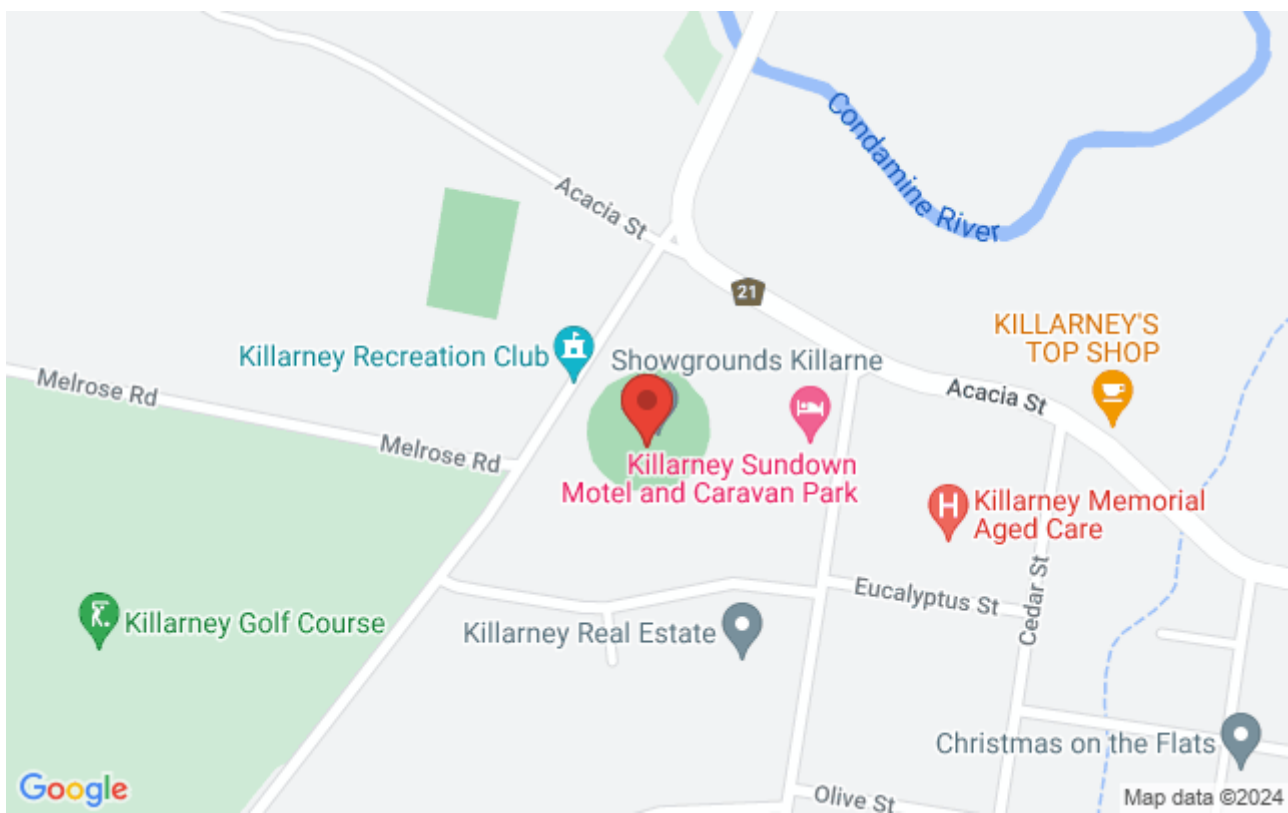 Condamine River
Acacia St
21
KILLARNEY'S
TOP SHOP
Killarney Recreation Club
Showgrounds Killarne
Melrose Rd
Acacia St
Melrose Rd
Killarney Sundown
Motel and Caravan Park
H
Killarney Memorial
Aged Care
Eucalyptus St
Cedar St
Killarney Golf Course
Killarney Real Estate
Christmas on the Flats
Olive St
Google
Map data ©2024